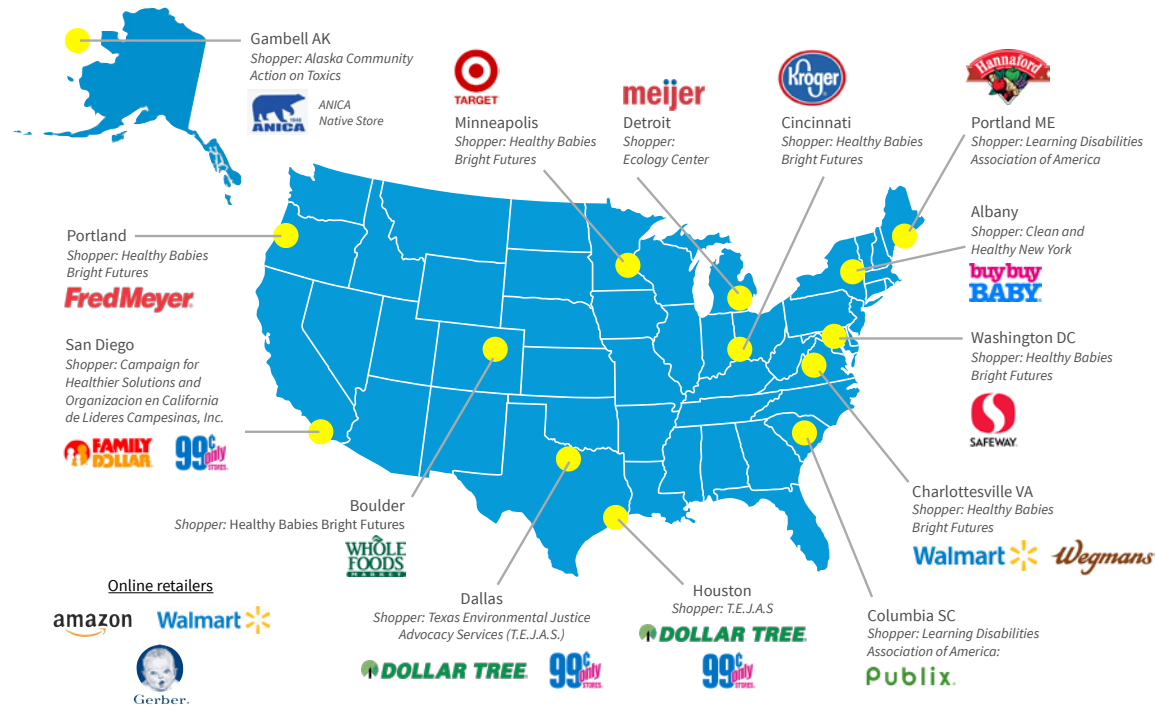 Gambell AK
Shopper: Alaska Community
Action on Toxics
1948
ANICA
ANICA
Native Store
TARGET
Minneapolis
Shopper: Healthy Babies
Bright Futures
meijer
Detroit
Shopper:
Ecology Center
Kroger
Cincinnati
Shopper: Healthy Babies
Bright Futures
Hannaford
Portland ME
Shopper: Learning Disabilities
Association of America
Albany
Shopper: Clean and
Healthy New York
buybuy
BABY
Portland
Shopper: Healthy Babies
Bright Futures
FredMeyer
San Diego
Shopper: Campaign for
Healthier Solutions and
Organizacion en California
de Lideres Campesinas, Inc.
FAMILY
DOLLAR
99¢
only
STORES
Washington DC
Shopper: Healthy Babies
Bright Futures
SAFEWAY
Charlottesville VA
Shopper: Healthy Babies
Bright Futures
Walmart
Wegmans
Boulder
Shopper: Healthy Babies Bright Futures
WHOLE
FOODS
MARKET
Online retailers
amazon
Walmart
Gerber.
Dallas
Shopper: Texas Environmental Justice
Advocacy Services (T.E.J.A.S.)
DOLLAR TREE
99¢
only
STORES
Houston
Shopper: T.E.J.A.S
DOLLAR TREE
99¢
only
STORES
Columbia SC
Shopper: Learning Disabilities
Association of America:
Publix.